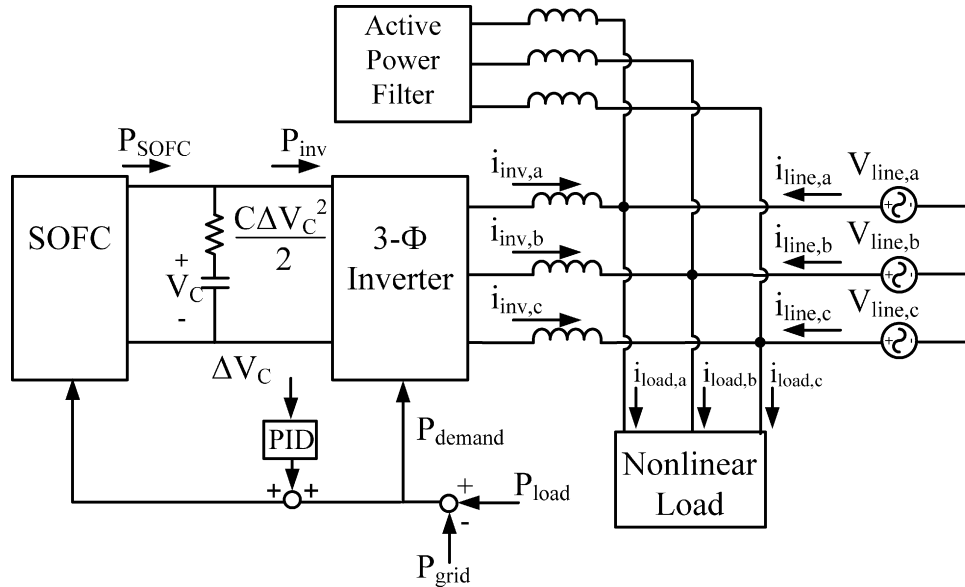 Active
Power
Filter
P_SOFC
P_inv
i_inv,a
i_line,a
V_line,a
SOFC
CΔV_C^2
2
3-Φ
Inverter
i_inv,b
i_line,b
V_line,b
+
V_C
-
i_inv,c
i_line,c
V_line,c
ΔV_C
i_load,a
i_load,b
i_load,c
PID
P_demand
Nonlinear
Load
+ +
+
P_load
-
P_grid
+ -
+ -
+ -